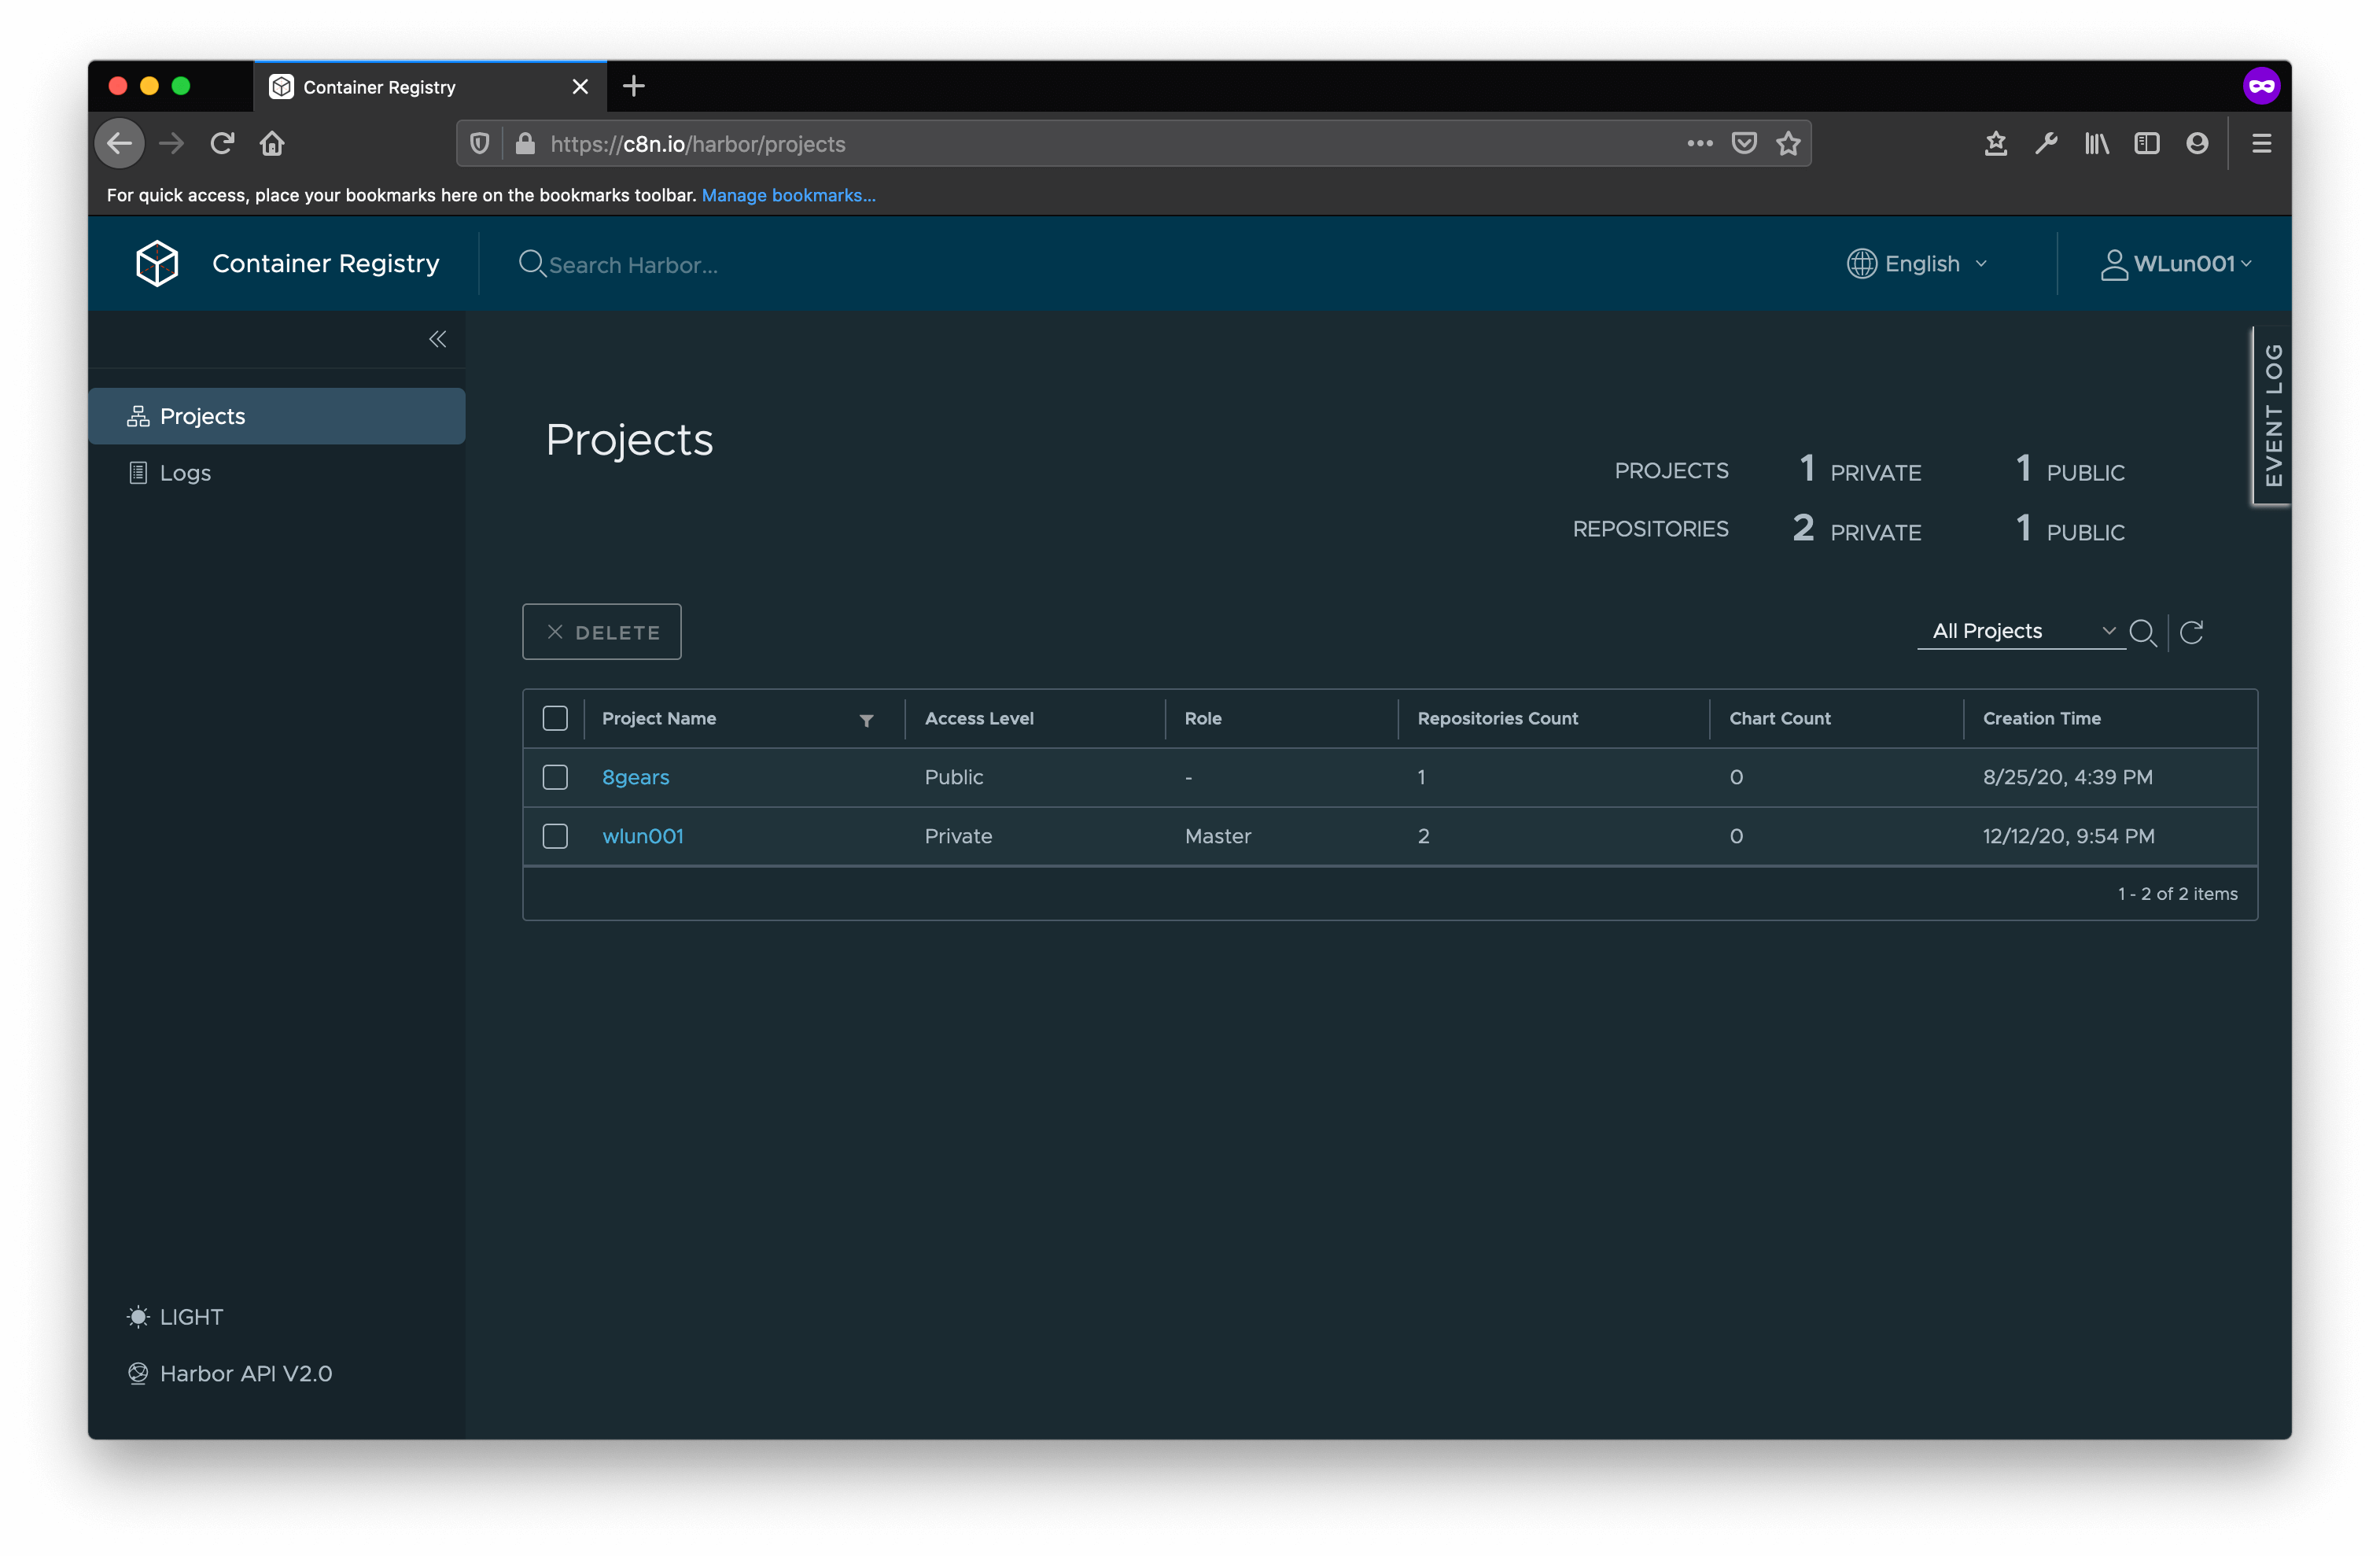 Container Registry
https://c8n.io/harbor/projects
For quick access, place your bookmarks here on the bookmarks toolbar. Manage bookmarks...
Container Registry
Search Harbor...
English
WLun001
EVENT LOG
Projects
Logs
Projects
PROJECTS 1 PRIVATE 1 PUBLIC
REPOSITORIES 2 PRIVATE 1 PUBLIC
DELETE
All Projects
Project Name Access Level Role Repositories Count Chart Count Creation Time
8gears Public - 1 0 8/25/20, 4:39 PM
wlun001 Private Master 2 0 12/12/20, 9:54 PM
1 - 2 of 2 items
LIGHT
Harbor API V2.0